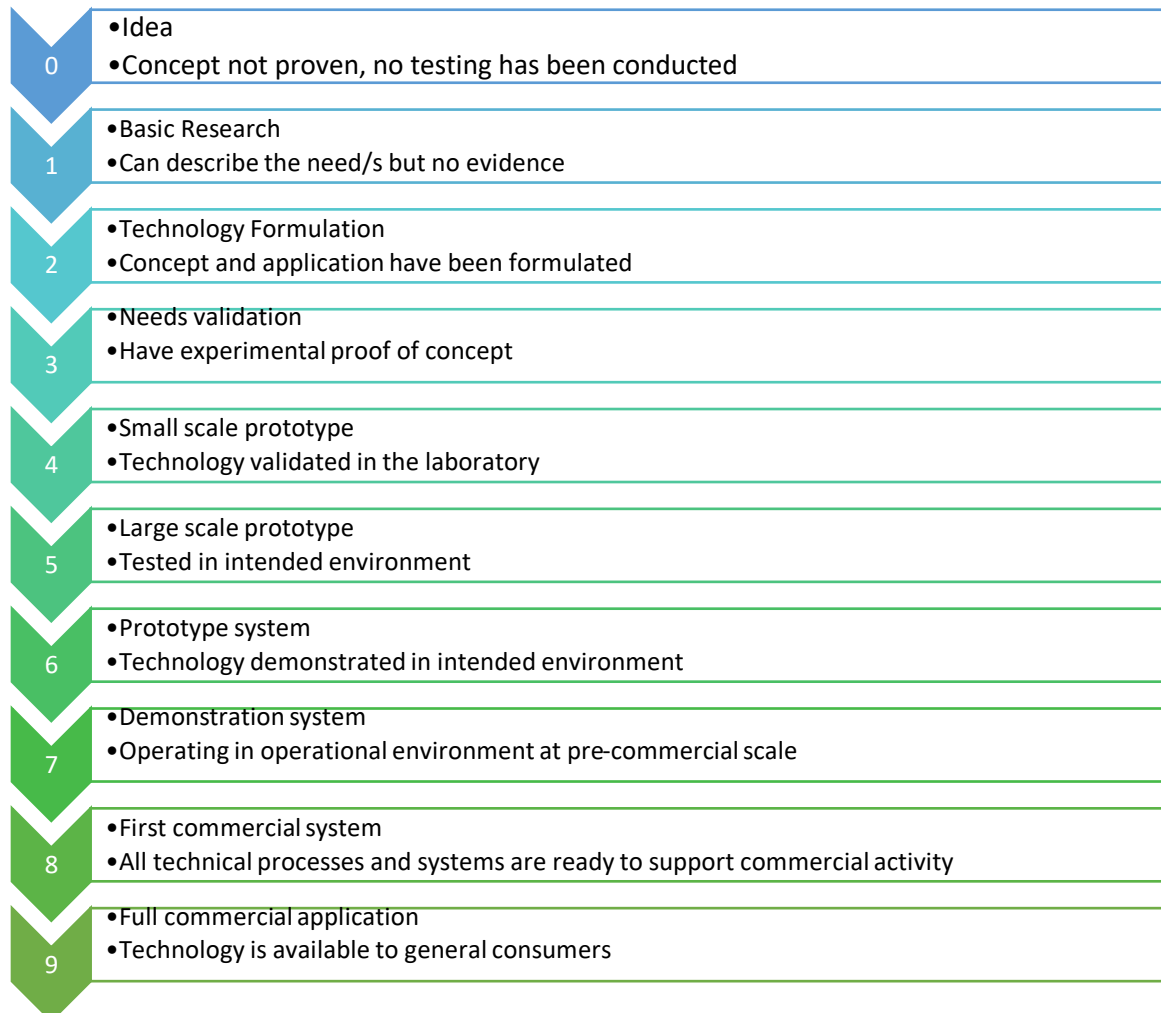 •Idea
0
•Concept not proven, no testing has been conducted
•Basic Research
1
•Can describe the need/s but no evidence
•Technology Formulation
2
•Concept and application have been formulated
•Needs validation
3
•Have experimental proof of concept
•Small scale prototype
4
•Technology validated in the laboratory
•Large scale prototype
5
•Tested in intended environment
•Prototype system
6
•Technology demonstrated in intended environment
•Demonstration system
7
•Operating in operational environment at pre-commercial scale
•First commercial system
8
•All technical processes and systems are ready to support commercial activity
•Full commercial application
9
•Technology is available to general consumers